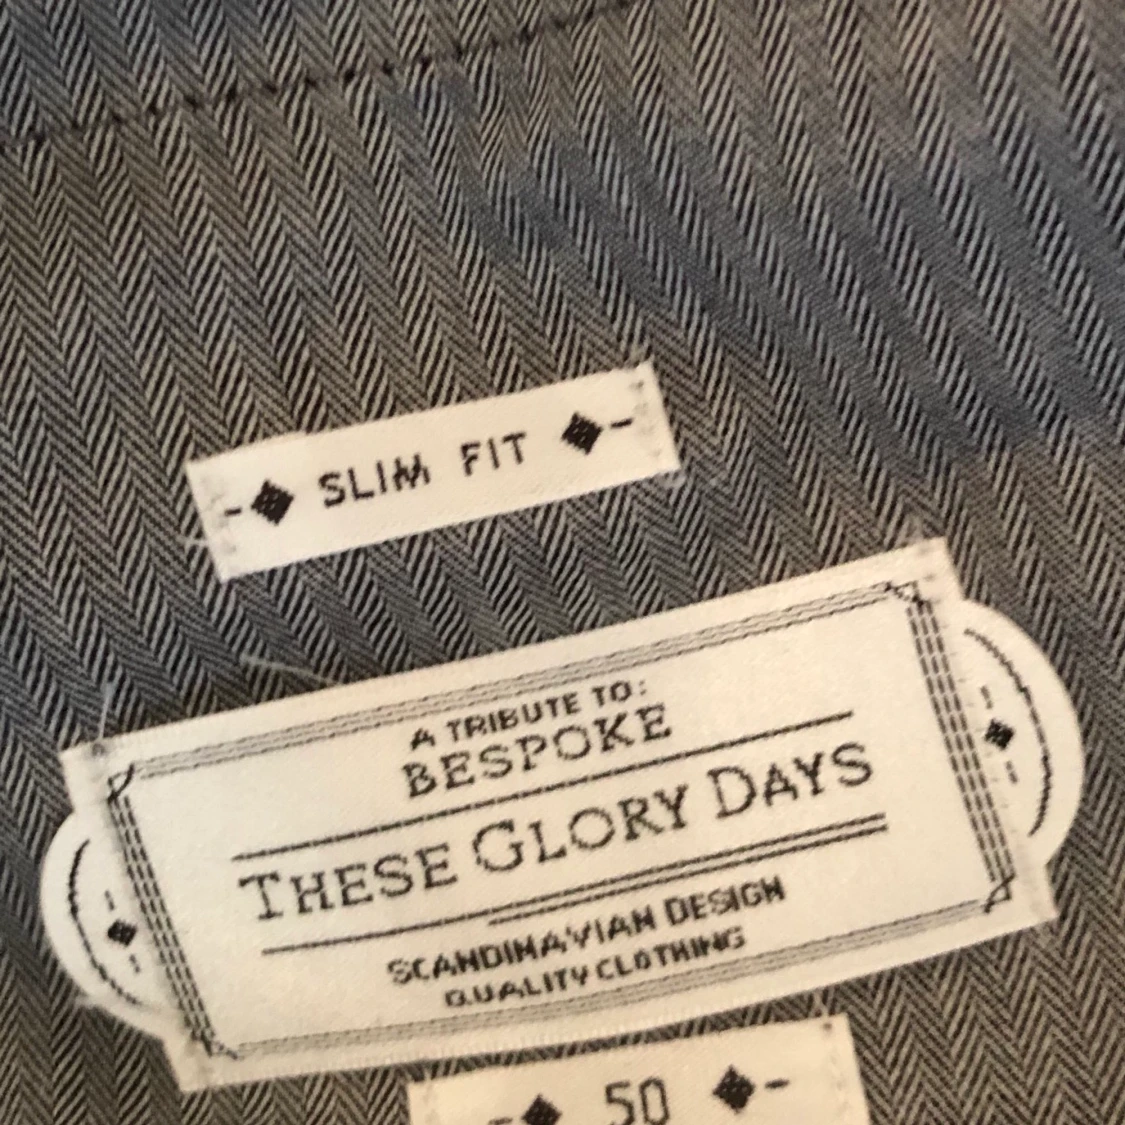 SLIM FIT
A TRIBUTE TO:
BESPOKE
THESE GLORY DAYS
SCANDINAVIAN DESIGN
QUALITY CLOTHING
50